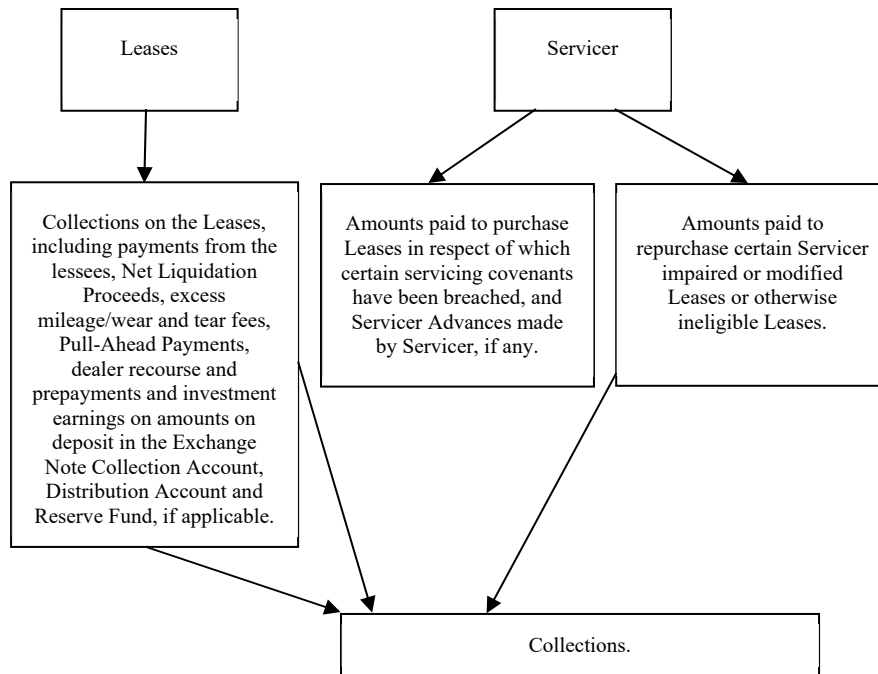 Leases
Servicer
Collections on the Leases,
including payments from the
lessees, Net Liquidation
Proceeds, excess
mileage/wear and tear fees,
Pull-Ahead Payments,
dealer recourse and
prepayments and investment
earnings on amounts on
deposit in the Exchange
Note Collection Account,
Distribution Account and
Reserve Fund, if applicable.
Amounts paid to purchase
Leases in respect of which
certain servicing covenants
have been breached, and
Servicer Advances made
by Servicer, if any.
Amounts paid to
repurchase certain Servicer
impaired or modified
Leases or otherwise
ineligible Leases.
Collections.